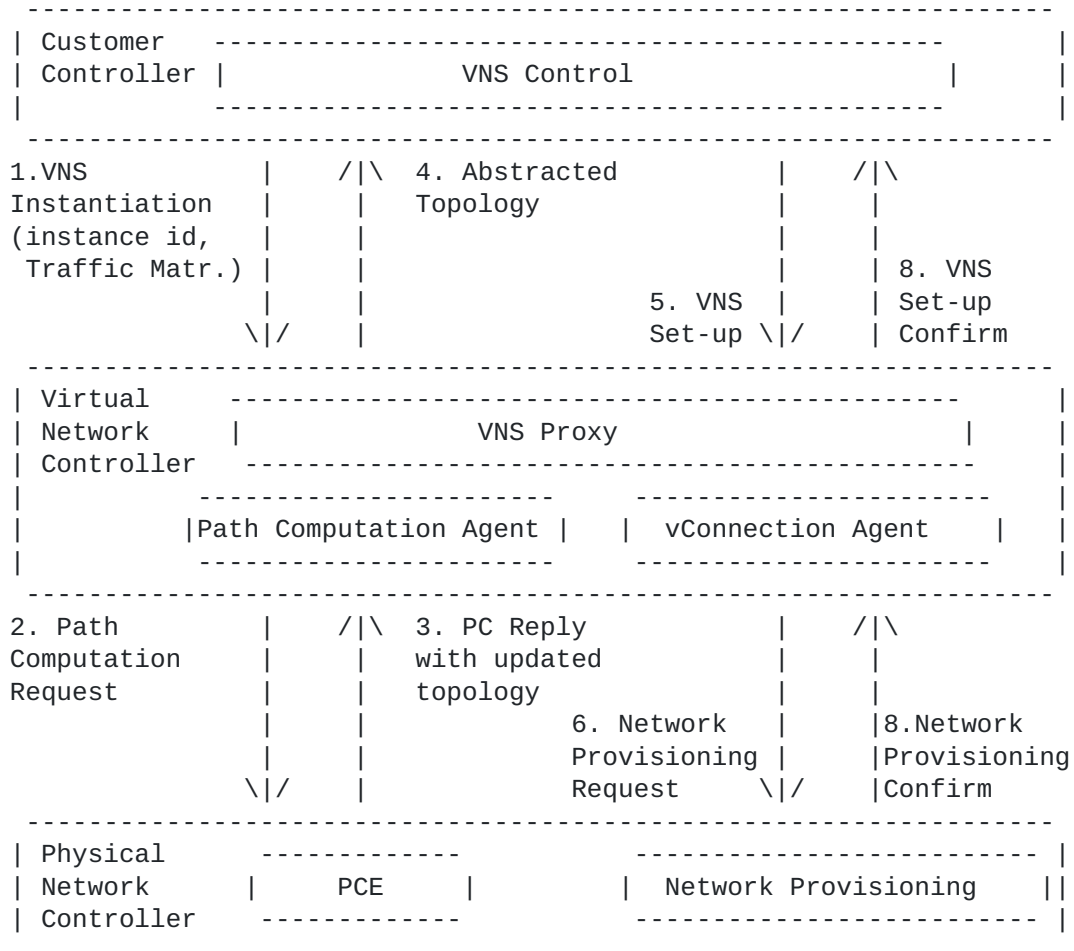 Customer
Controller | VNS Control |
1.VNS | /|\ 4. Abstracted | /|\
Instantiation | | Topology | |
(instance id, | | | |
Traffic Matr.) | | | | 8. VNS
| | 5. VNS | | Set-up
\|/ | Set-up \|/ | Confirm
| Virtual
| Network | VNS Proxy | |
| Controller
| |Path Computation Agent | | vConnection Agent | |
2. Path | /|\ 3. PC Reply | /|\
Computation | | with updated | |
Request | | topology | |
| | 6. Network | |8.Network
| | Provisioning | |Provisioning
\|/ | Request \|/ |Confirm
| Physical
| Network | PCE | | Network Provisioning ||
| Controller